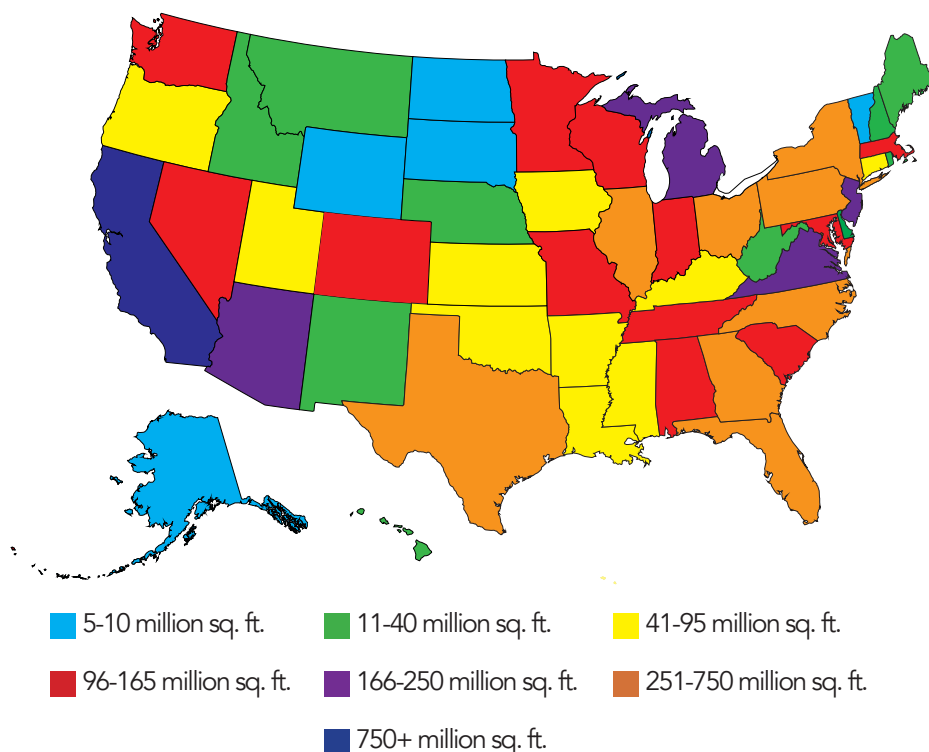 5-10 million sq. ft.
11-40 million sq. ft.
41-95 million sq. ft.
96-165 million sq. ft.
166-250 million sq. ft.
251-750 million sq. ft.
750+ million sq. ft.